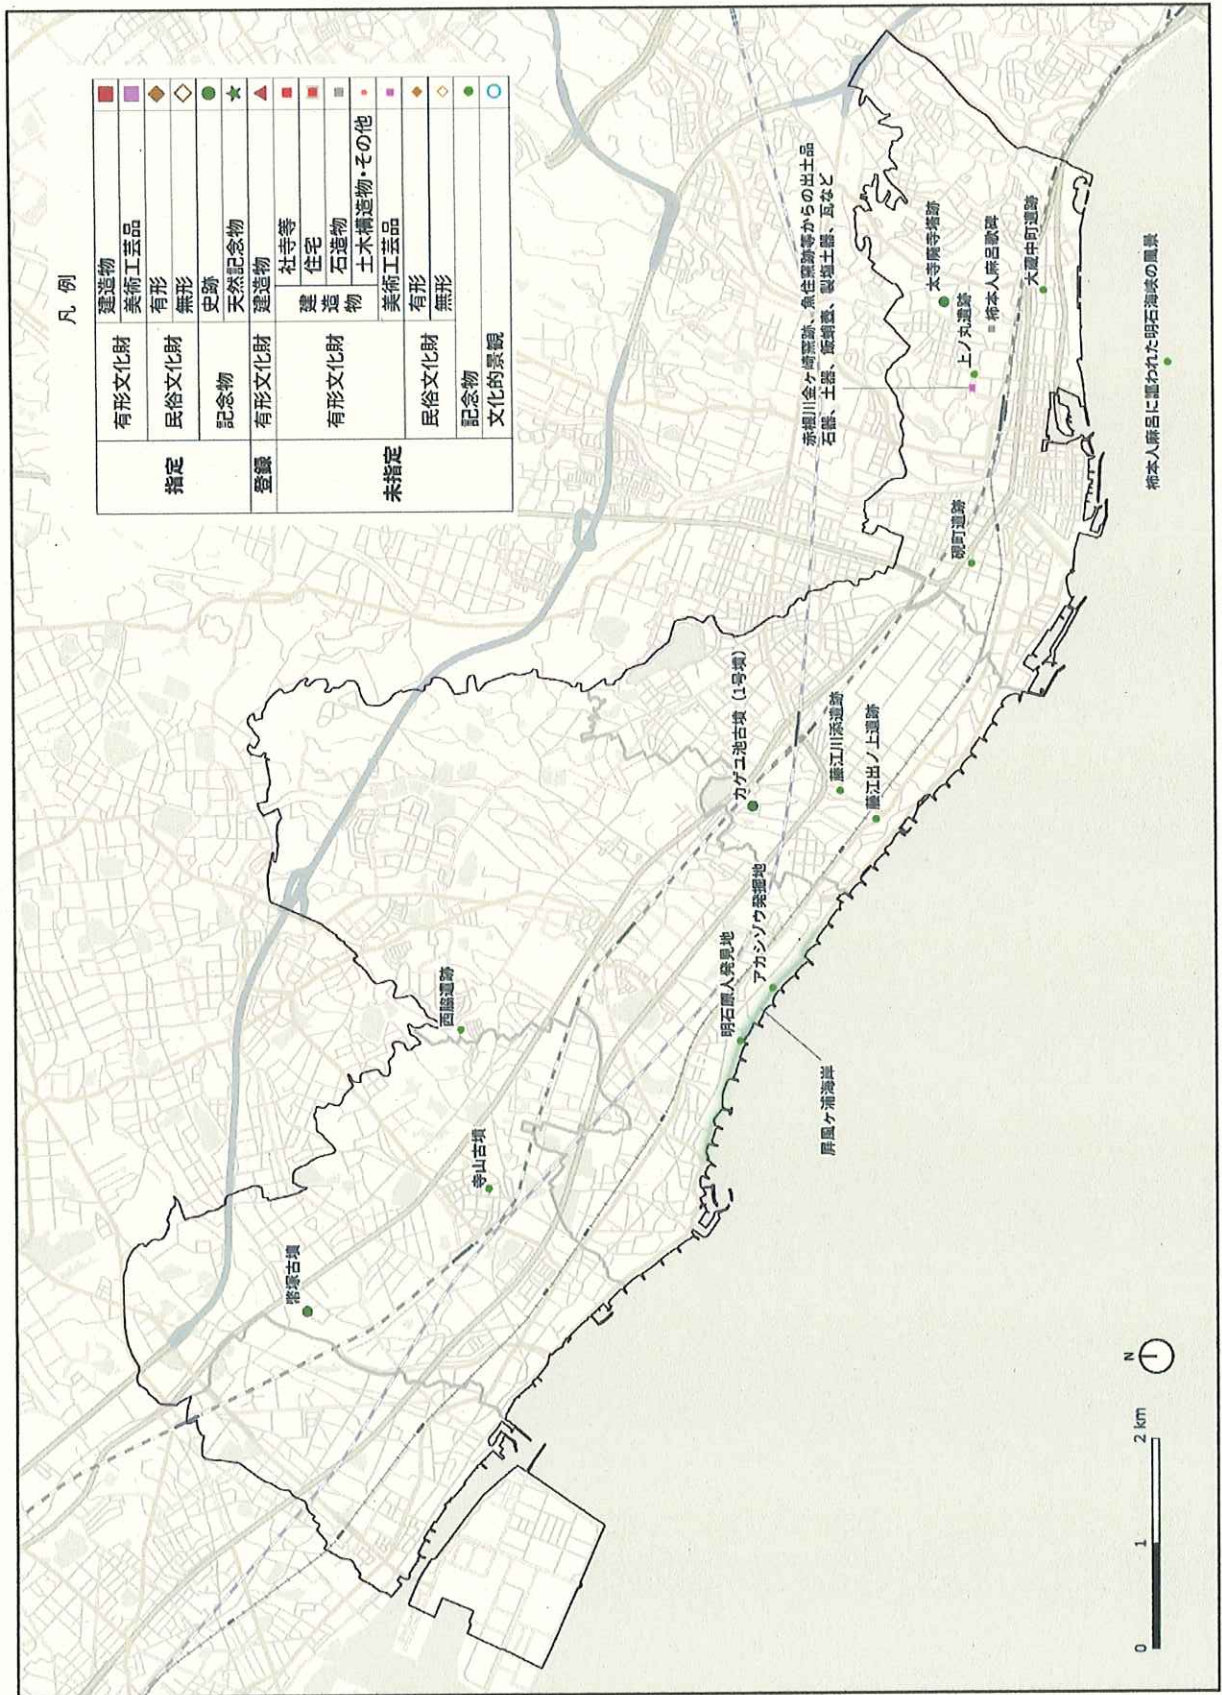 凡 例
指定
有形文化財
建造物
美術工芸品
民俗文化財
有形
無形
記念物
史跡
天然記念物
登録
有形文化財
建造物
未指定
有形文化財
建造物
社寺等
住宅
石造物
土木構造物・その他
美術工芸品
民俗文化財
有形
無形
記念物
文化的景観
幣塚古墳
寺山古墳
西脇遺跡
明石原人発見地
アカシゾウ発掘地
屏風ヶ浦海岸
カゲユ池古墳（1号墳）
藤江川添遺跡
藤江出ノ上遺跡
硯町遺跡
赤根川金ヶ崎窯跡、魚住窯跡等からの出土品
石器、土器、飯蛸壺、製塩土器、瓦など
太寺廃寺塔跡
上ノ丸遺跡
柿本人麻呂歌碑
大蔵中町遺跡
柿本人麻呂に謳われた明石海峡の風景
N
0
1
2 km